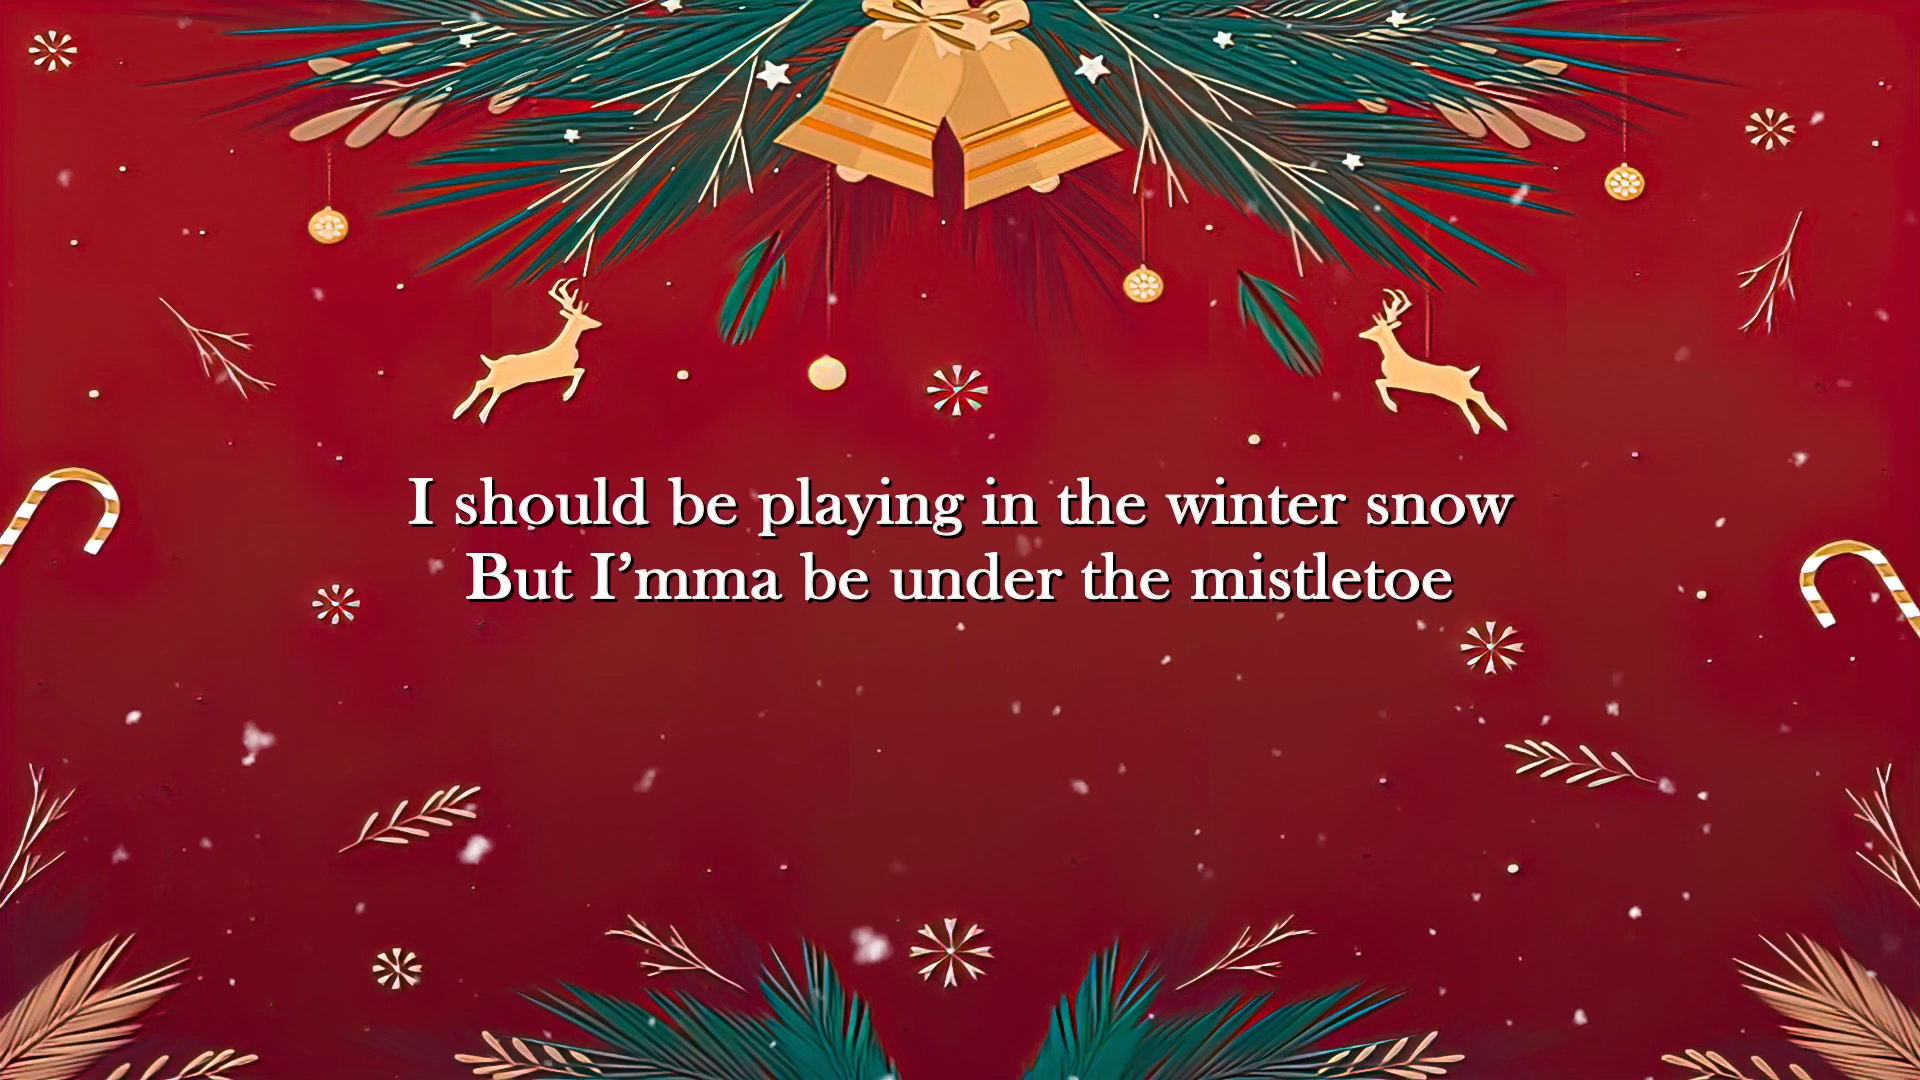 I should be playing in the winter snow
But I’mma be under the mistletoe